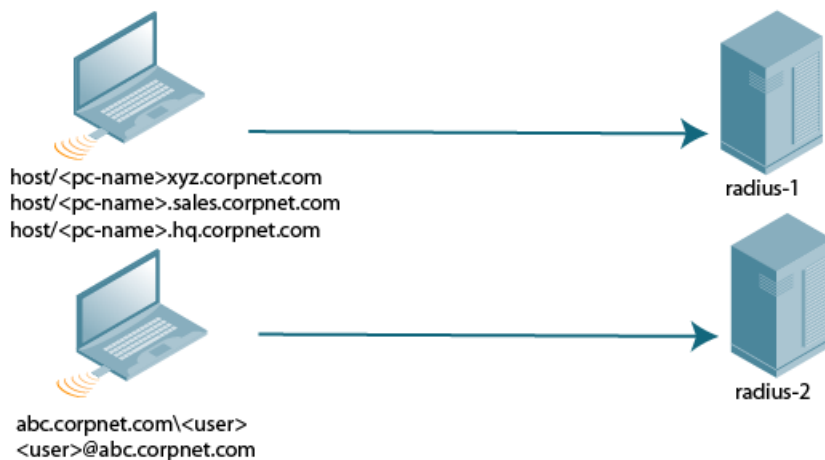 host/<pc-name>xyz.corpnet.com
host/<pc-name>.sales.corpnet.com
host/<pc-name>.hq.corpnet.com
radius-1
abc.corpnet.com\<user>
<user>@abc.corpnet.com
radius-2